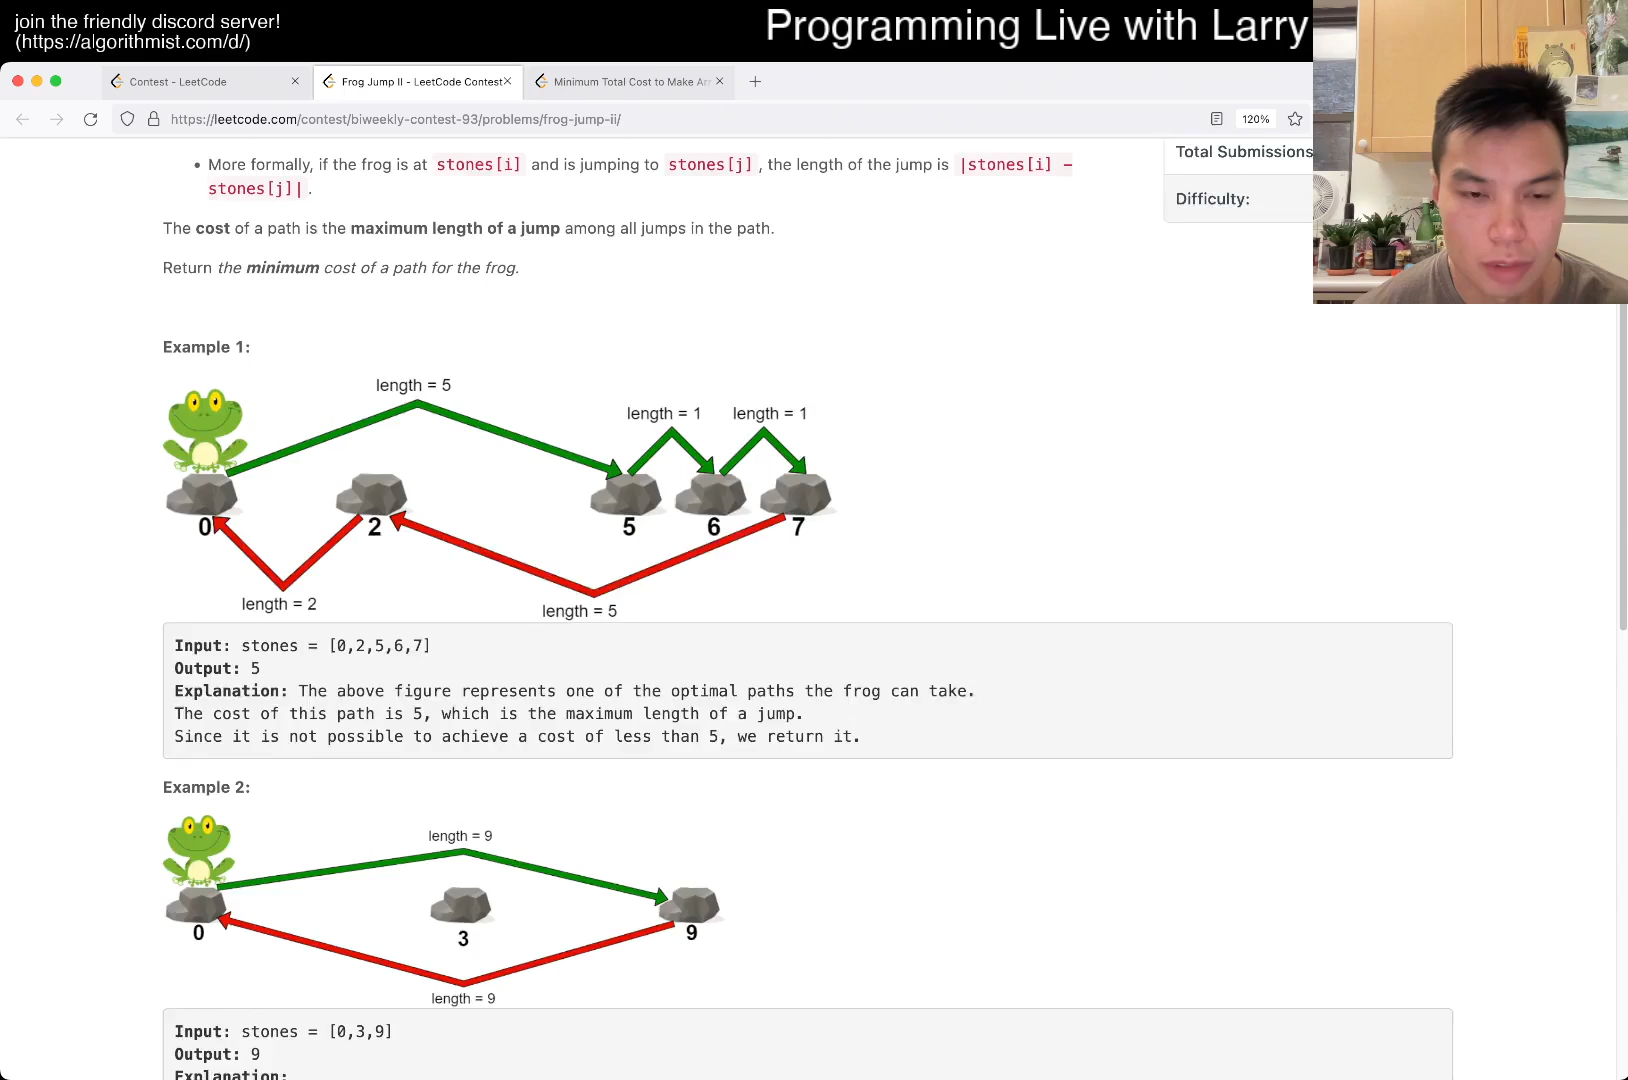 join the friendly discord server!
(https://algorithmist.com/d/)
Programming Live with Larry
Contest - LeetCode
Frog Jump II - LeetCode Contest
Minimum Total Cost to Make Arr
https://leetcode.com/contest/biweekly-contest-93/problems/frog-jump-ii/
120%
• More formally, if the frog is at stones[i] and is jumping to stones[j], the length of the jump is |stones[i] -
stones[j]|.
Total Submissions
Difficulty:
The cost of a path is the maximum length of a jump among all jumps in the path.
Return the minimum cost of a path for the frog.
Example 1:
length = 5
length = 1
length = 1
0
2
5
6
7
length = 2
length = 5
Input: stones = [0,2,5,6,7]
Output: 5
Explanation: The above figure represents one of the optimal paths the frog can take.
The cost of this path is 5, which is the maximum length of a jump.
Since it is not possible to achieve a cost of less than 5, we return it.
Example 2:
length = 9
0
3
9
length = 9
Input: stones = [0,3,9]
Output: 9
Explanation: